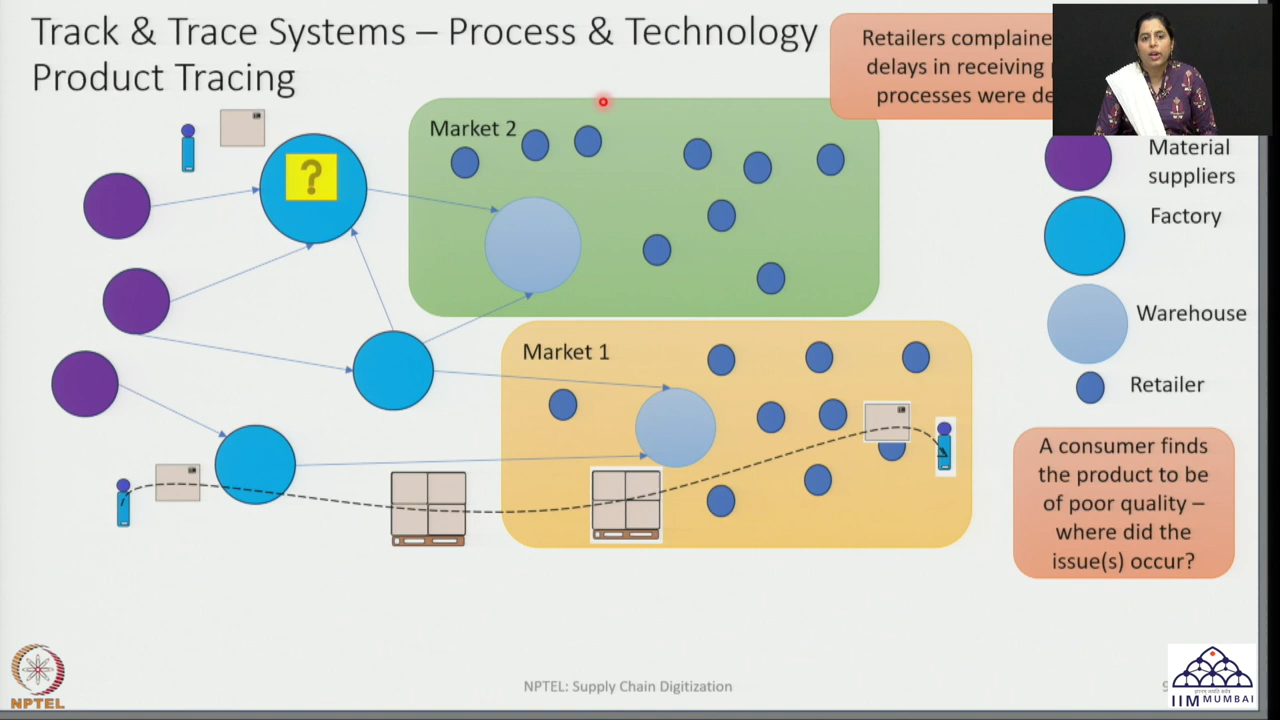 Track & Trace Systems – Process & Technology
Product Tracing
Retailers complaine
delays in receiving
processes were de
Market 2
?
Material
suppliers
Factory
Warehouse
Market 1
Retailer
A consumer finds
the product to be
of poor quality –
where did the
issue(s) occur?
NPTEL
NPTEL: Supply Chain Digitization
IIM MUMBAI